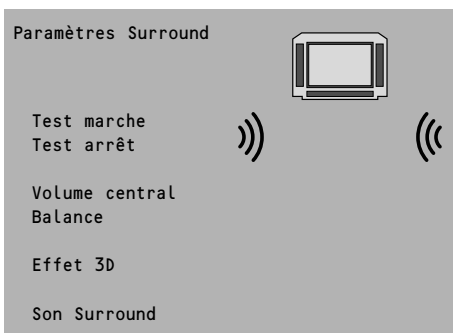 Paramètres Surround
Test marche
Test arrêt
Volume central
Balance
Effet 3D
Son Surround